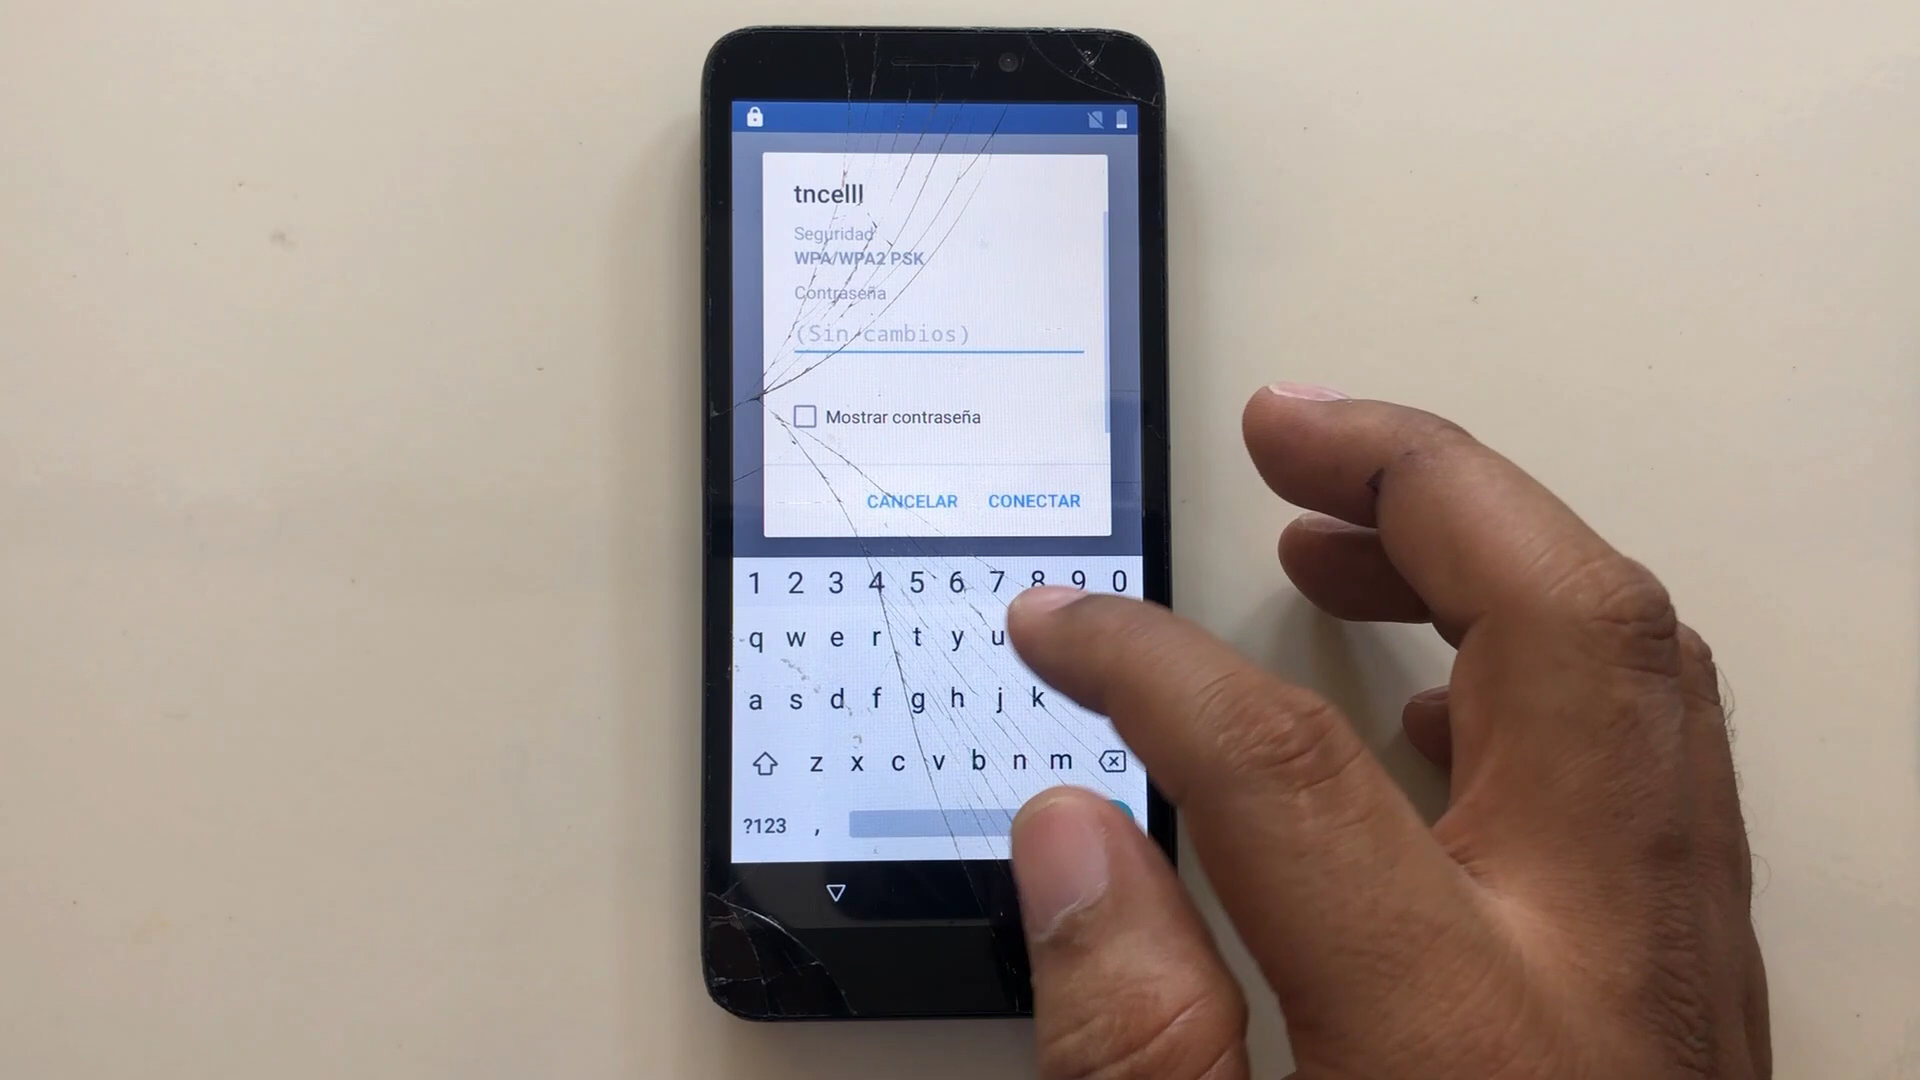 tncelll
Seguridad
WPA/WPA2 PSK
Contraseña
(Sin cambios)
Mostrar contraseña
CANCELAR CONECTAR
1 2 3 4 5 6 7 8 9 0
q w e r t y u
a s d f g h j k
z x c v b n m
?123 ,